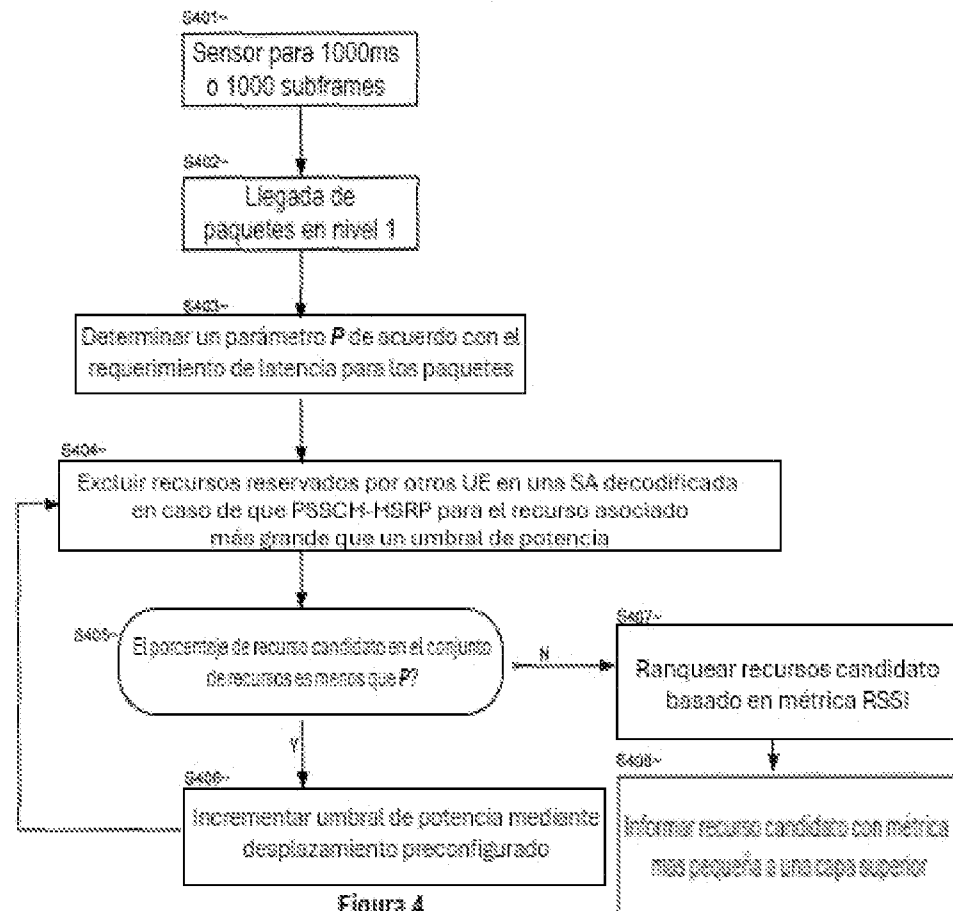 S401~
Sensor para 1000ms
o 1000 subframes
S402~
Llegada de
paquetes en nivel 1
S403~
Determinar un parámetro P de acuerdo con el
requerimiento de latencia para los paquetes
S404~
Excluir recursos reservados por otros UE en una SA decodificada
en caso de que PSSCH-HSRP para el recurso asociado
más grande que un umbral de potencia
S405~
El porcentaje de recurso candidato en el conjunto
de recursos es menos que P?
N
S407~
Ranquear recursos candidato
basado en métrica RSSI
Y
S406~
Incrementar umbral de potencia mediante
desplazamiento preconfigurado
S408~
Informar recurso candidato con métrica
mas pequeña a una capa superior
Figura 4